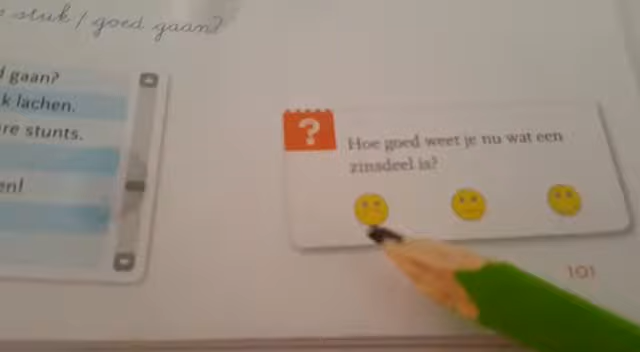 stuk / goed gaan?
gaan?
k lachen.
re stunts.
en!
?
Hoe goed weet je nu wat een
zinsdeel is?
101